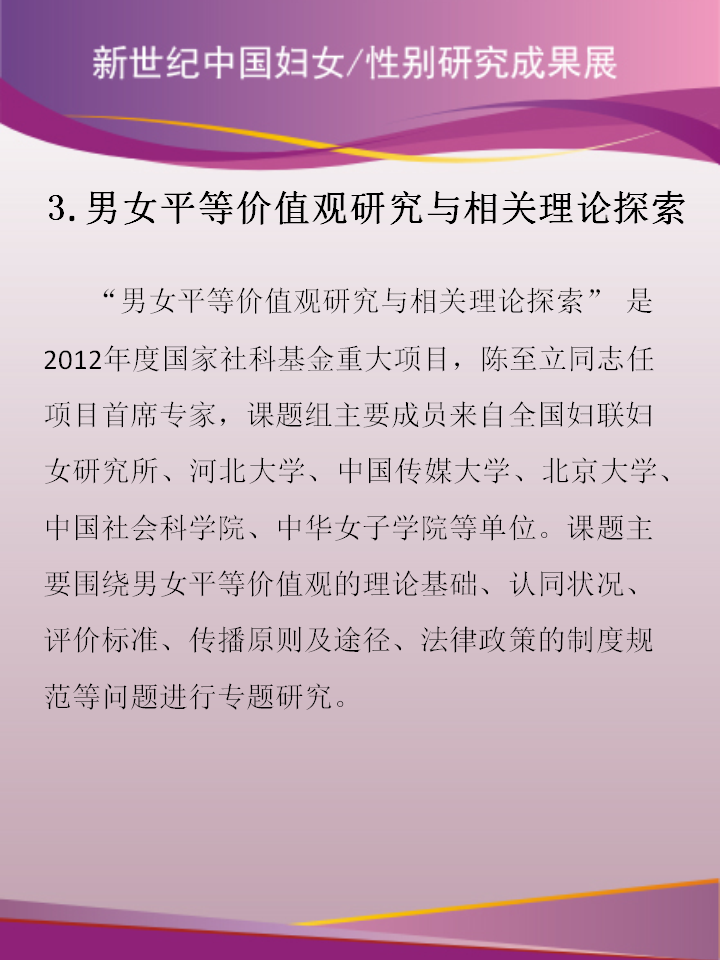 新世纪中国妇女/性别研究成果展
3.男女平等价值观研究与相关理论探索
“男女平等价值观研究与相关理论探索” 是
2012年度国家社科基金重大项目，陈至立同志任
项目首席专家，课题组主要成员来自全国妇联妇
女研究所、河北大学、中国传媒大学、北京大学、
中国社会科学院、中华女子学院等单位。课题主
要围绕男女平等价值观的理论基础、认同状况、
评价标准、传播原则及途径、法律政策的制度规
范等问题进行专题研究。